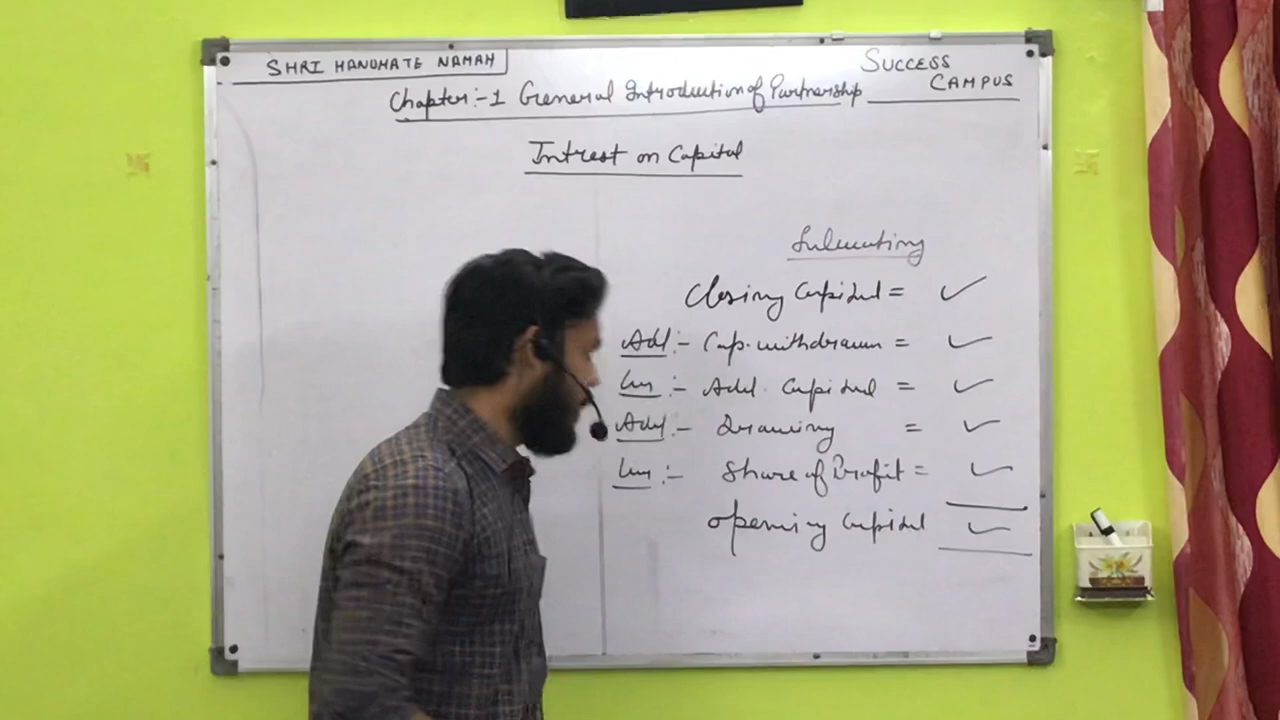 SHRI HANUMATE NAMAH
SUCCESS CAMPUS
Chapter:-1 General Introduction of Partnership
Intrest on Capital
Closing Capital = ✓
Add:- Cap. withdrawn = ✓
Less:- Add. Capital = ✓
Add:- Drawing = ✓
Less:- Share of Profit = ✓
opening Capital ✓